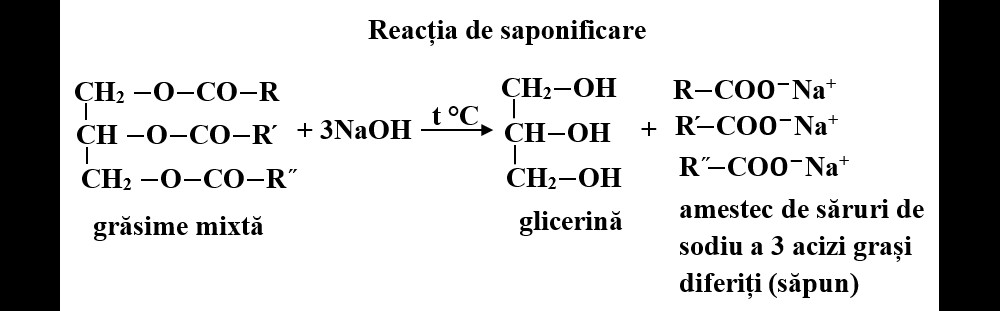 Reacția de saponificare
CH₂ –O–CO–R
CH –O–CO–R´
CH₂ –O–CO–R˝
+ 3NaOH
t °C
CH₂–OH
CH–OH
CH₂–OH
+
R–COO⁻Na⁺
R´–COO⁻Na⁺
R˝–COO⁻Na⁺
grăsime mixtă
glicerină
amestec de săruri de
sodiu a 3 acizi grași
diferiți (săpun)